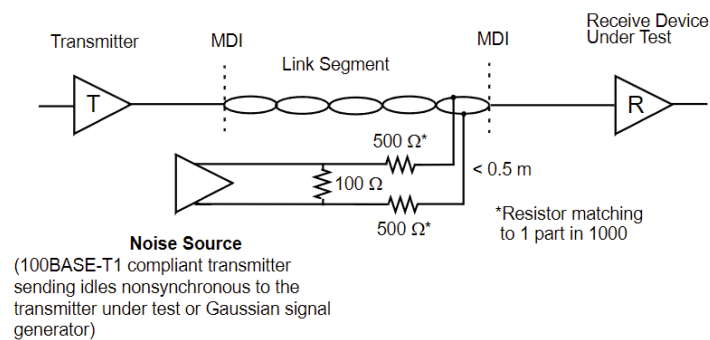 Transmitter
MDI
Link Segment
MDI
Receive Device
Under Test
T
R
500 Ω*
100 Ω
< 0.5 m
500 Ω*
*Resistor matching
to 1 part in 1000
Noise Source
(100BASE-T1 compliant transmitter
sending idles nonsynchronous to the
transmitter under test or Gaussian signal
generator)